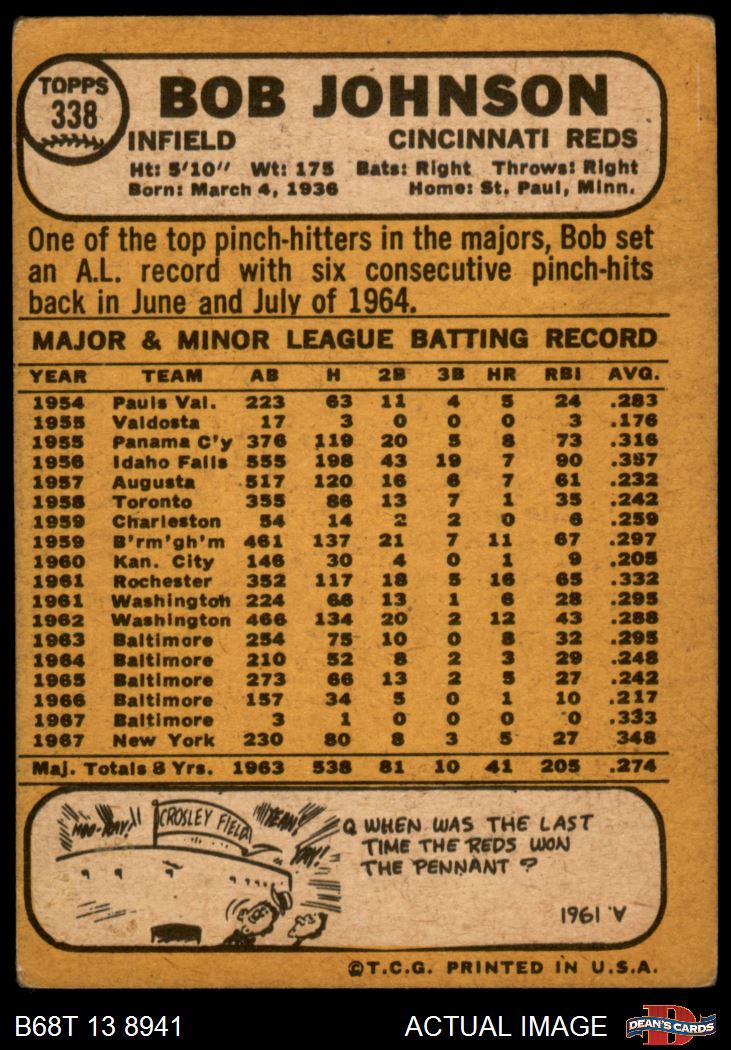 TOPPS
338
BOB JOHNSON
INFIELD CINCINNATI REDS
Ht: 5'10" Wt: 175 Bats: Right Throws: Right
Born: March 4, 1936 Home: St. Paul, Minn.
One of the top pinch-hitters in the majors, Bob set
an A.L. record with six consecutive pinch-hits
back in June and July of 1964.
MAJOR & MINOR LEAGUE BATTING RECORD
YEAR TEAM AB H 2B 3B HR RBI AVG.
1954 Pauls Val. 223 63 11 4 5 24 .283
1955 Valdosta 17 3 0 0 0 3 .176
1955 Panama C'y 376 119 20 5 8 73 .316
1956 Idaho Falls 555 198 43 19 7 90 .357
1957 Augusta 517 120 16 6 7 61 .232
1958 Toronto 355 86 13 7 1 35 .242
1959 Charleston 54 14 2 2 0 6 .259
1959 B'rm'gh'm 461 137 21 7 11 67 .297
1960 Kan. City 146 30 4 0 1 9 .205
1961 Rochester 352 117 18 5 16 65 .332
1961 Washington 224 66 13 1 6 28 .295
1962 Washington 466 134 20 2 12 43 .288
1963 Baltimore 254 75 10 0 8 32 .295
1964 Baltimore 210 52 8 2 3 29 .248
1965 Baltimore 273 66 13 2 5 27 .242
1966 Baltimore 157 34 5 0 1 10 .217
1967 Baltimore 3 1 0 0 0 0 .333
1967 New York 230 80 8 3 5 27 .348
Maj. Totals 8 Yrs. 1963 538 81 10 41 205 .274
HOO-RAY!!
CROSLEY FIELD
YEAH!
YAY!
Q WHEN WAS THE LAST
TIME THE REDS WON
THE PENNANT?
A. 1961
©T.C.G. PRINTED IN U.S.A.
B68T 13 8941 ACTUAL IMAGE D DEAN'S CARDS